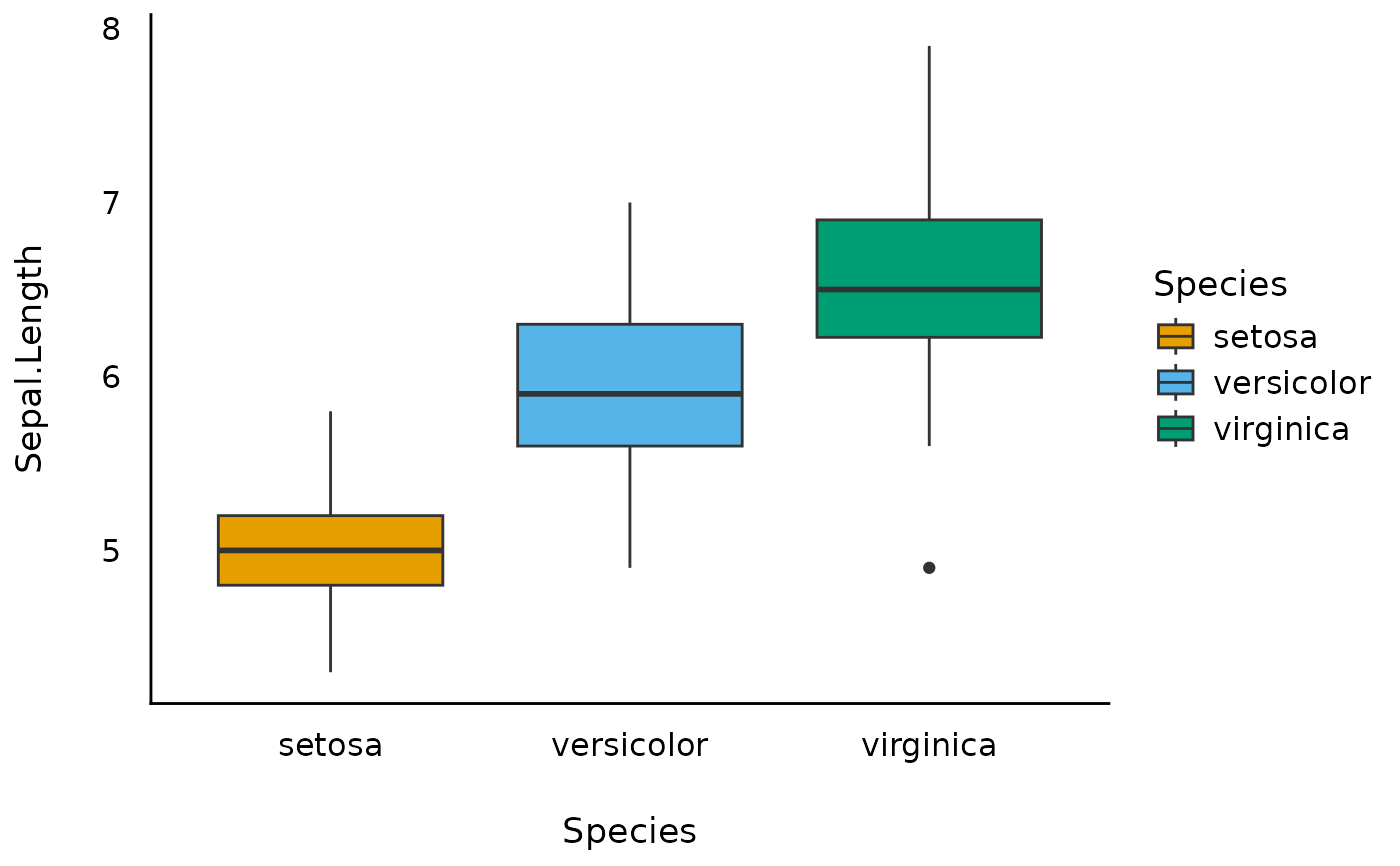 8
7
6
5
Sepal.Length
setosa
versicolor
virginica
Species
Species
setosa
versicolor
virginica